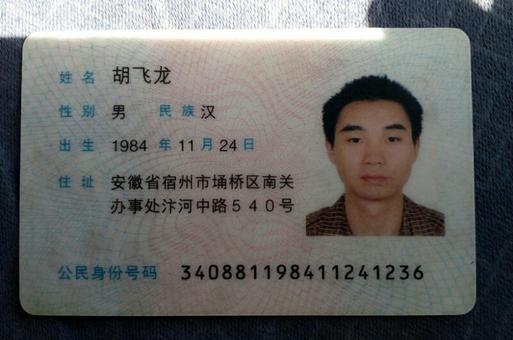 姓名 胡飞龙
性别 男 民族 汉
出生 1984 年 11 月 24 日
住址 安徽省宿州市埇桥区南关
办事处汴河中路５４０号
公民身份号码 340881198411241236